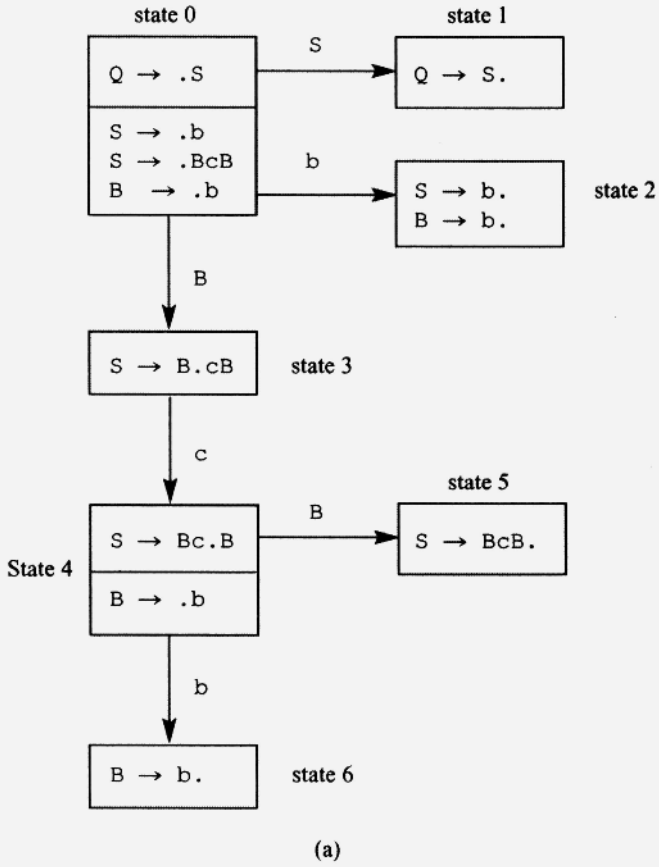 state 0
state 1
Q → .S
S
Q → S.
S → .b
S → .BcB
B → .b
b
S → b.
B → b.
state 2
B
S → B.cB
state 3
c
state 5
State 4
S → Bc.B
B
S → BcB.
B → .b
b
B → b.
state 6
(a)